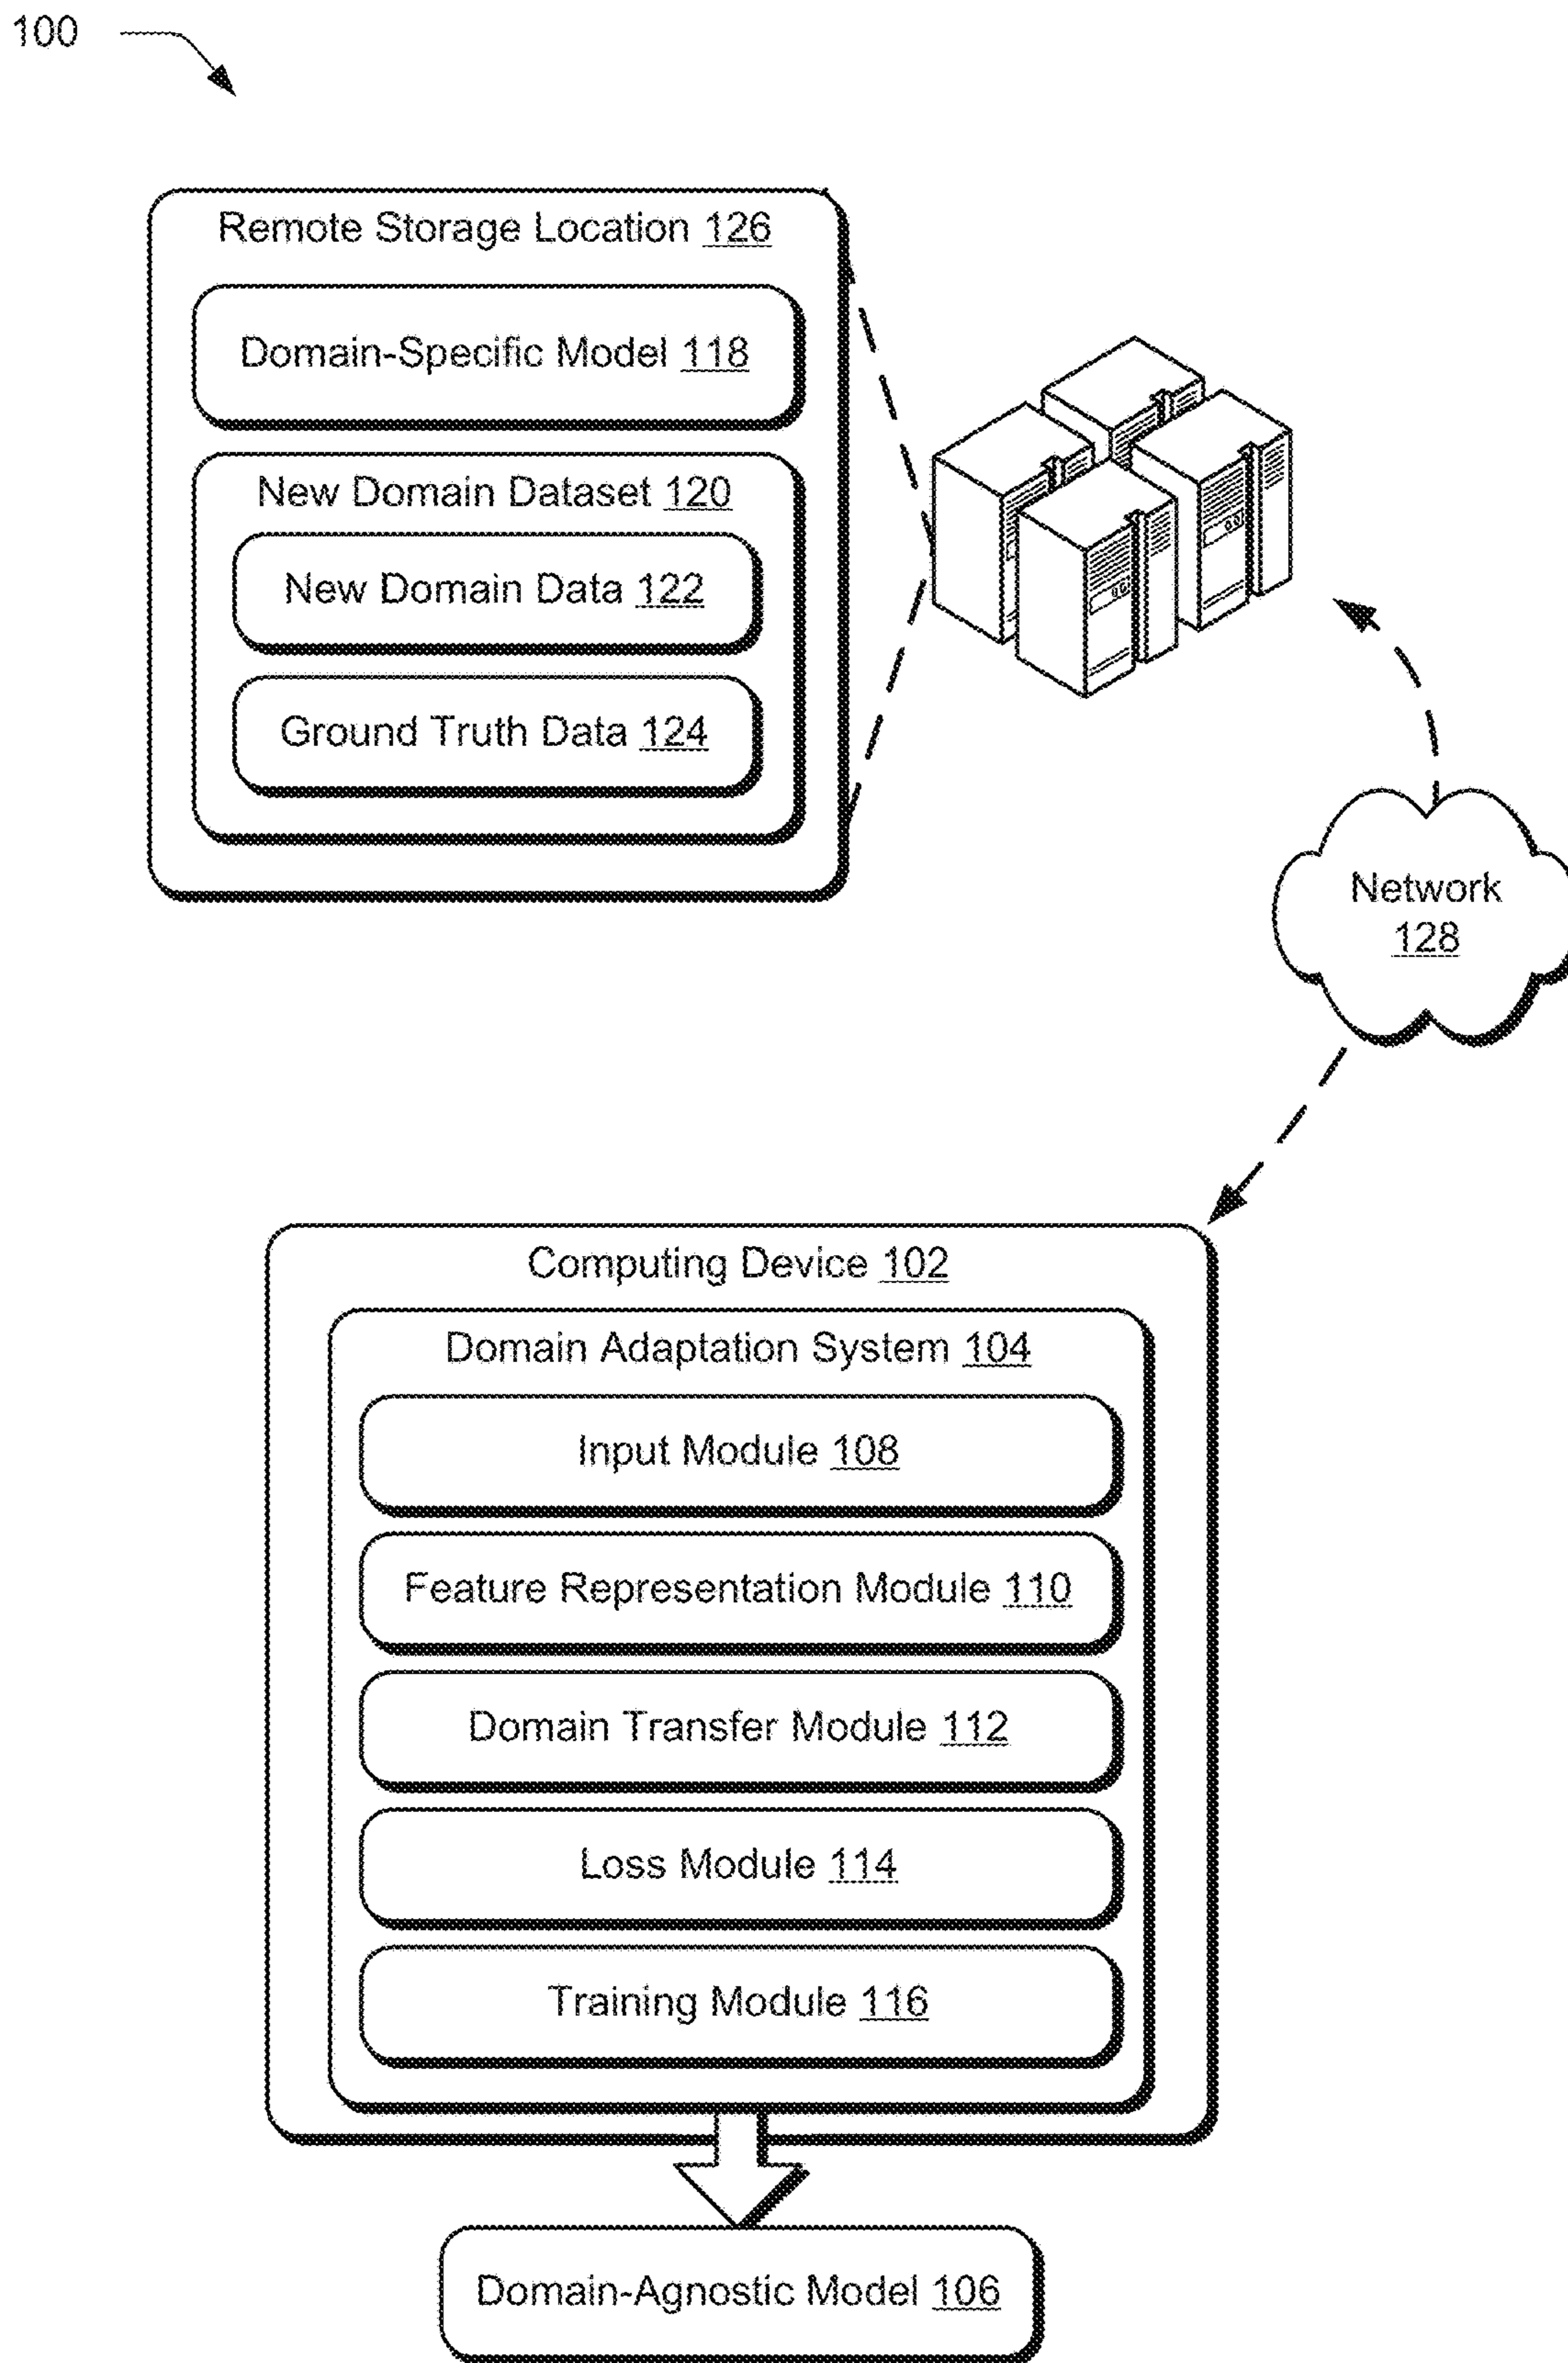 100
Remote Storage Location 126
Domain-Specific Model 118
New Domain Dataset 120
New Domain Data 122
Ground Truth Data 124
Network
128
Computing Device 102
Domain Adaptation System 104
Input Module 108
Feature Representation Module 110
Domain Transfer Module 112
Loss Module 114
Training Module 116
Domain-Agnostic Model 106